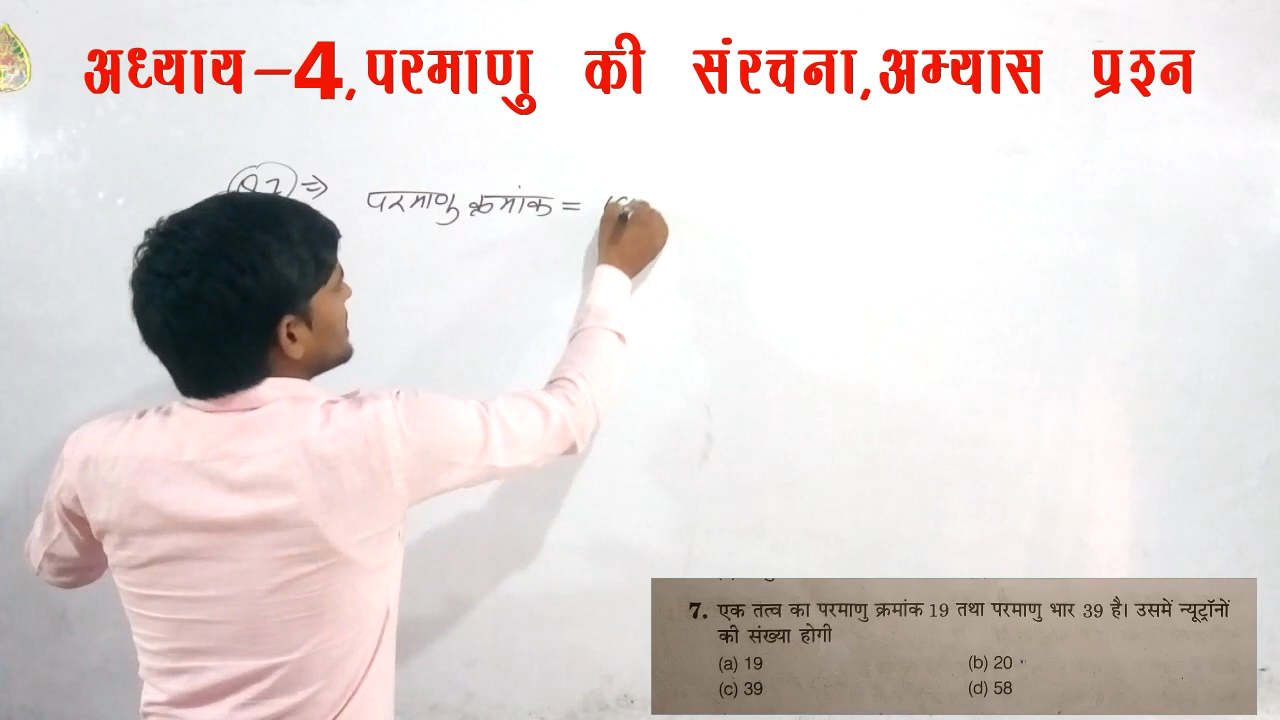 अध्याय-4,परमाणु की संरचना,अभ्यास प्रश्न
⇒ परमाणु क्रमांक =
7. एक तत्व का परमाणु क्रमांक 19 तथा परमाणु भार 39 है। उसमें न्यूट्रॉनों
की संख्या होगी
(a) 19 (b) 20
(c) 39 (d) 58